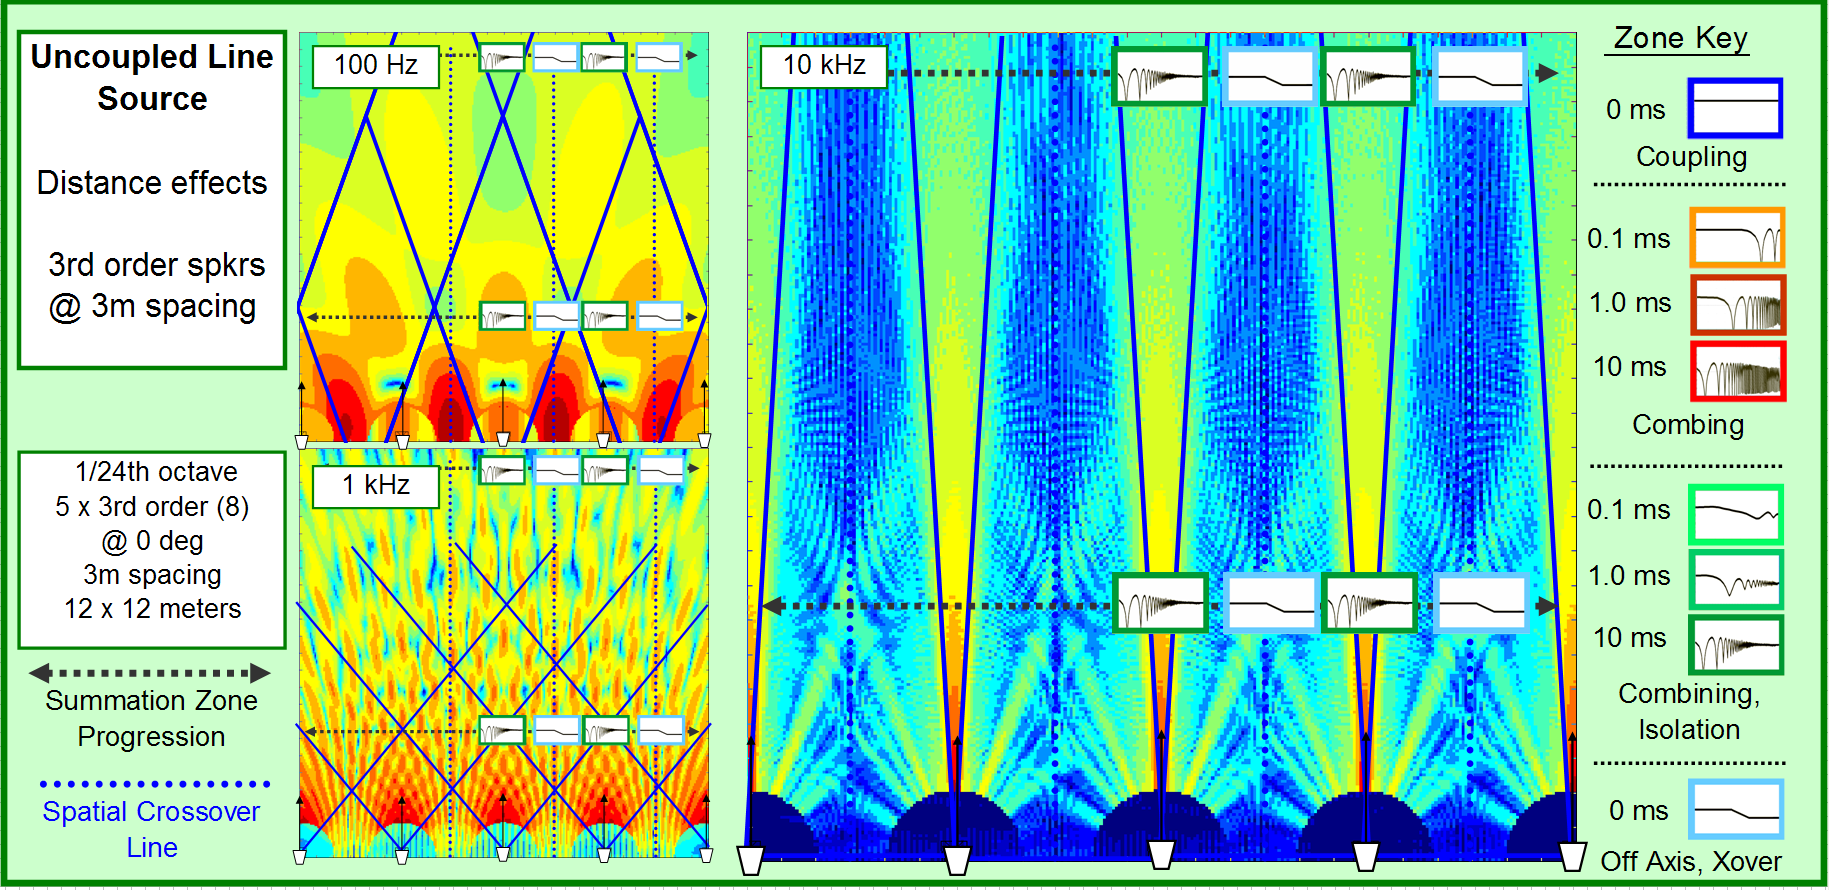 Uncoupled Line
Source
Distance effects
3rd order spkrs
@ 3m spacing
1/24th octave
5 x 3rd order (8)
@ 0 deg
3m spacing
12 x 12 meters
Summation Zone
Progression
Spatial Crossover
Line
100 Hz
1 kHz
10 kHz
Zone Key
0 ms
Coupling
0.1 ms
1.0 ms
10 ms
Combing
0.1 ms
1.0 ms
10 ms
Combining,
Isolation
0 ms
Off Axis, Xover